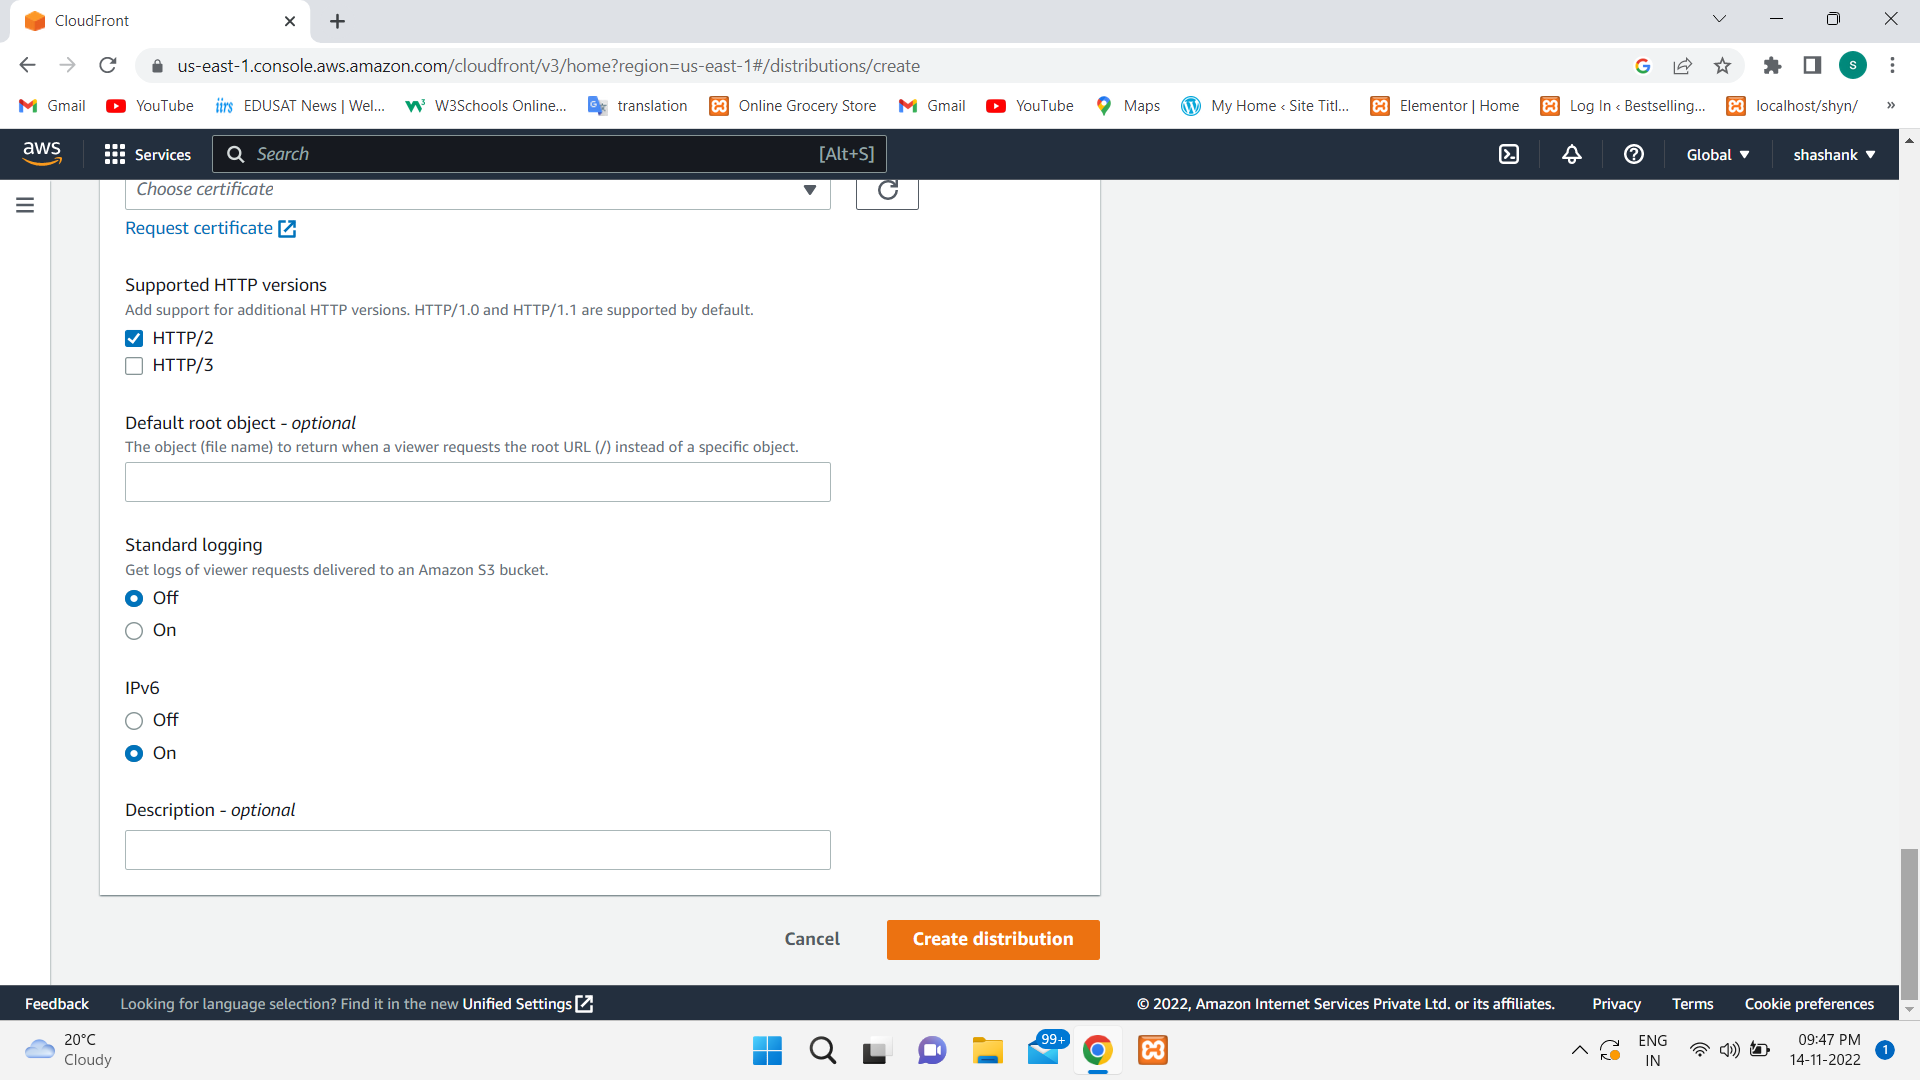 CloudFront
us-east-1.console.aws.amazon.com/cloudfront/v3/home?region=us-east-1#/distributions/create
S
Gmail YouTube iirs EDUSAT News | Wel... W3Schools Online... translation Online Grocery Store Gmail YouTube Maps My Home ‹ Site Titl... Elementor | Home Log In ‹ Bestselling... localhost/shyn/ »
aws Services Search [Alt+S] Global shashank
Choose certificate
Request certificate
Supported HTTP versions
Add support for additional HTTP versions. HTTP/1.0 and HTTP/1.1 are supported by default.
HTTP/2
HTTP/3
Default root object - optional
The object (file name) to return when a viewer requests the root URL (/) instead of a specific object.
Standard logging
Get logs of viewer requests delivered to an Amazon S3 bucket.
Off
On
IPv6
Off
On
Description - optional
Cancel Create distribution
Feedback Looking for language selection? Find it in the new Unified Settings © 2022, Amazon Internet Services Private Ltd. or its affiliates. Privacy Terms Cookie preferences
20°C
Cloudy
99+
ENG
IN
09:47 PM
14-11-2022
1